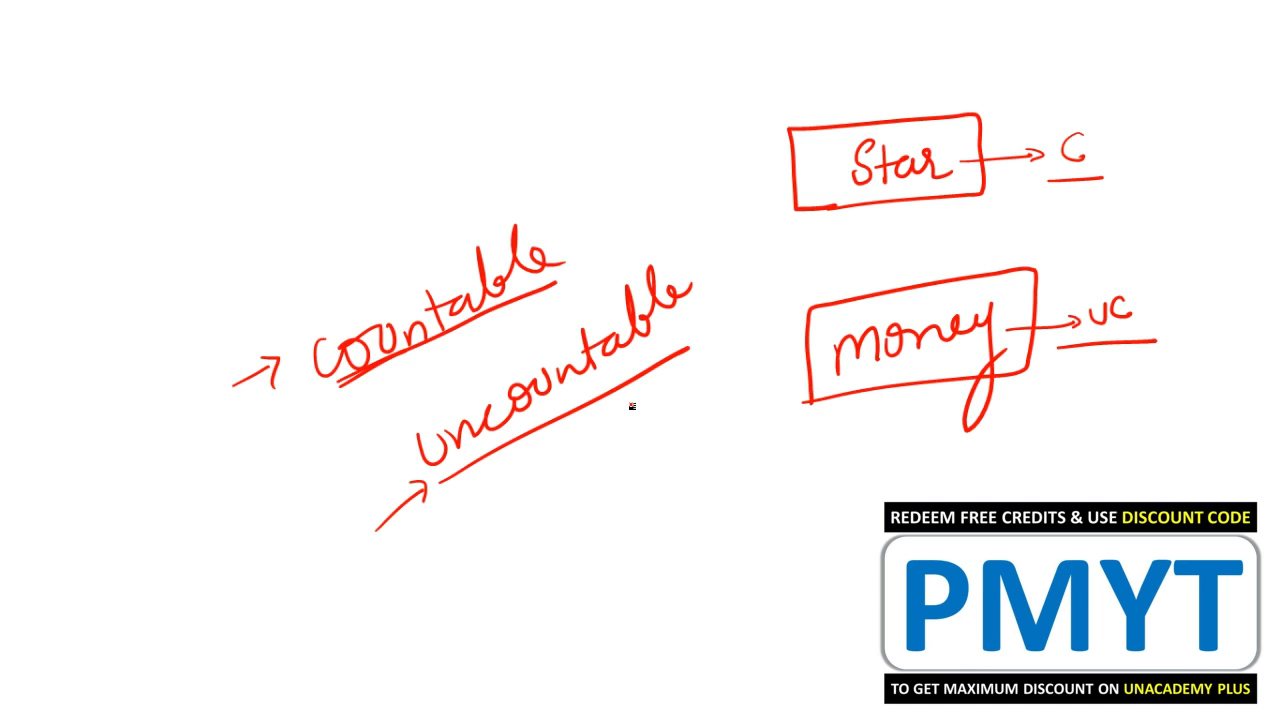 countable
uncountable
Star → C
money → UC
REDEEM FREE CREDITS & USE DISCOUNT CODE
PMYT
TO GET MAXIMUM DISCOUNT ON UNACADEMY PLUS